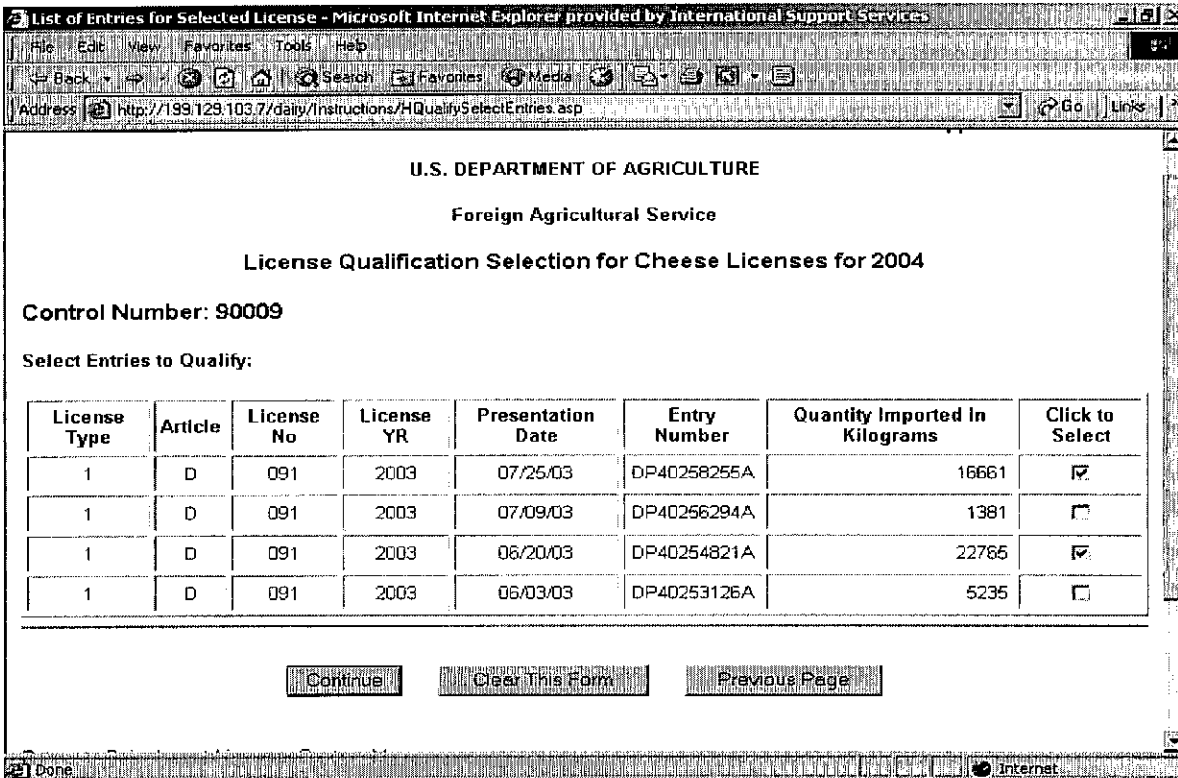 List of Entries for Selected License - Microsoft Internet Explorer provided by International Support Services
File Edit View Favorites Tools Help
Back Search Favorites Media
Address http://199.129.103.7/dairy/Instructions/HQualifySelectEntries.asp Go Links
U.S. DEPARTMENT OF AGRICULTURE
Foreign Agricultural Service
License Qualification Selection for Cheese Licenses for 2004
Control Number: 90009
Select Entries to Qualify:
License Type Article License No License YR Presentation Date Entry Number Quantity Imported In Kilograms Click to Select
1 D 091 2003 07/25/03 DP40258255A 16661
1 D 091 2003 07/09/03 DP40256294A 1381
1 D 091 2003 06/20/03 DP40254821A 22785
1 D 091 2003 06/03/03 DP40253126A 5235
Continue Clear This Form Previous Page
Done Internet